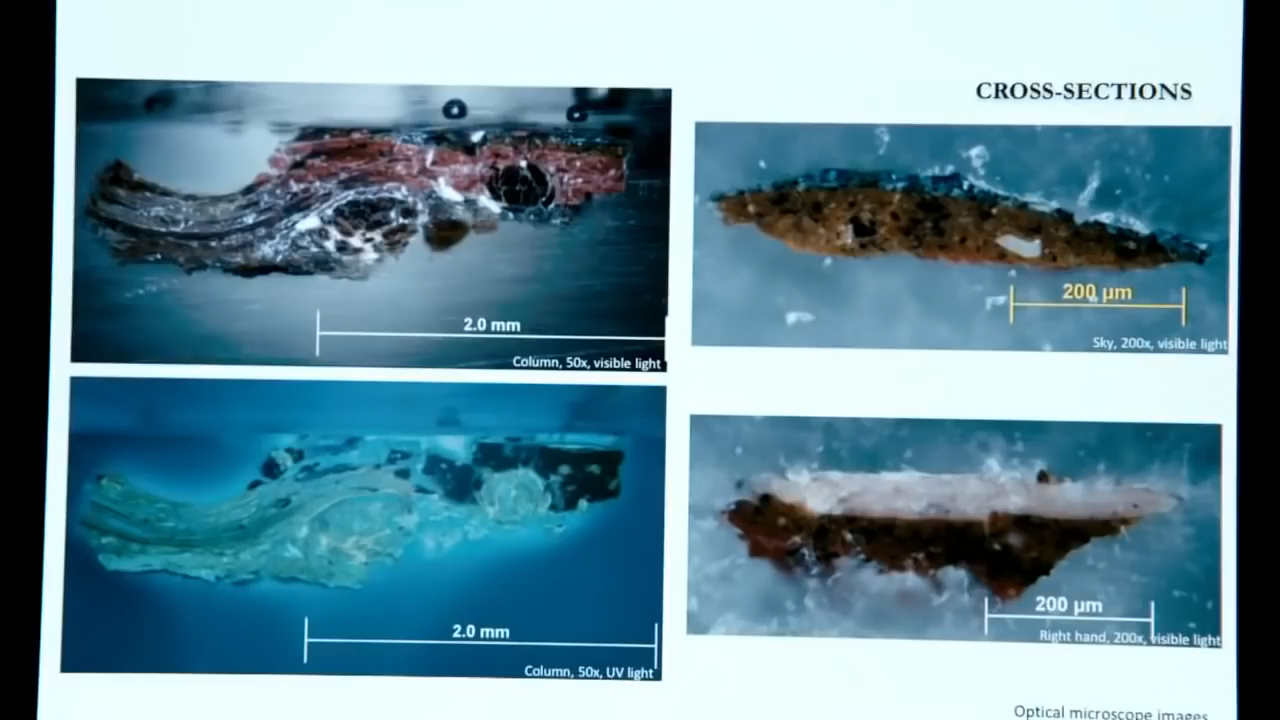 CROSS-SECTIONS
2.0 mm
Column, 50x, visible light
200 µm
Sky, 200x, visible light
2.0 mm
Column, 50x, UV light
200 µm
Right hand, 200x, visible light
Optical microscope images